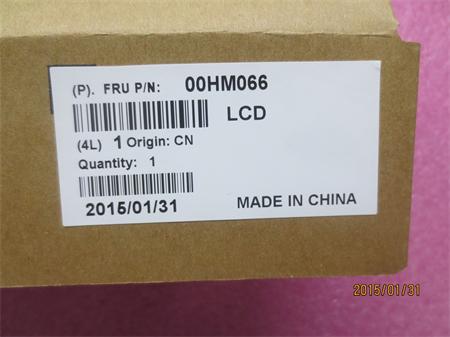 (P). FRU P/N: 00HM066
LCD
(4L) 1 Origin: CN
Quantity: 1
2015/01/31
MADE IN CHINA
2015/01/31